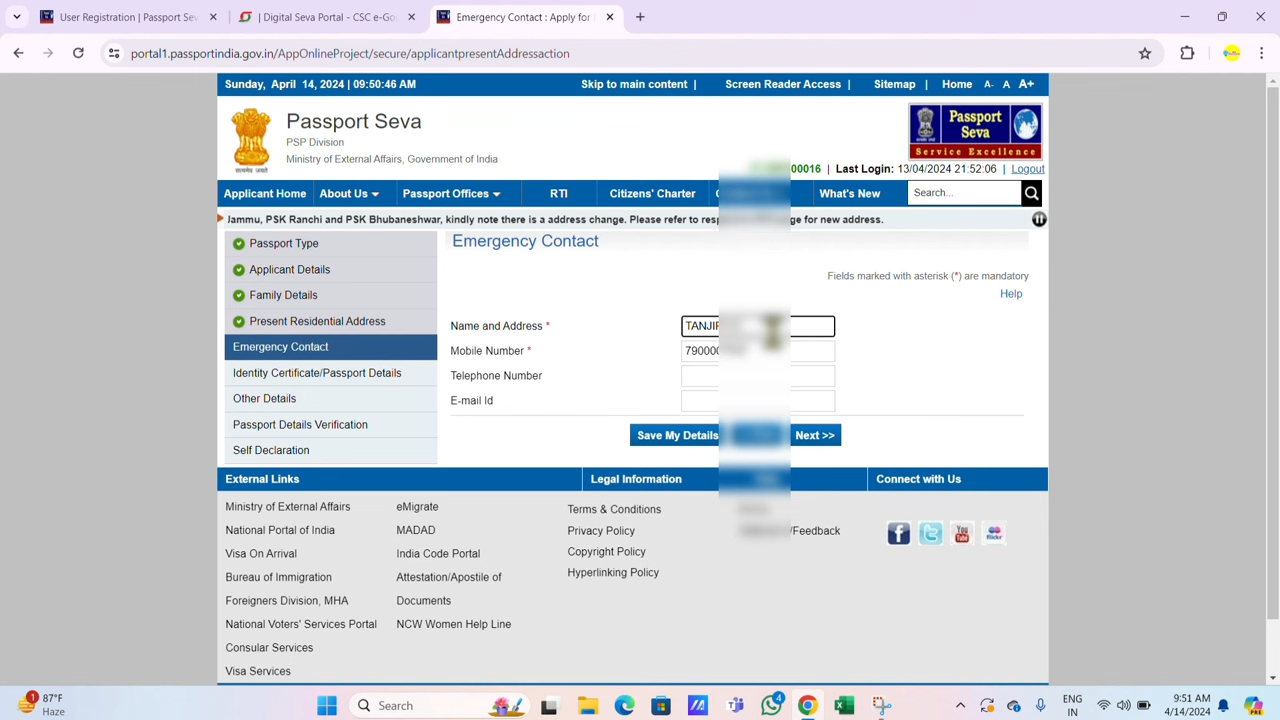 User Registration | Passport Sev
Digital Seva Portal - CSC e-Gov
Emergency Contact : Apply for
portal1.passportindia.gov.in/AppOnlineProject/secure/applicantpresentAddressaction
Sunday, April 14, 2024 | 09:50:46 AM
Skip to main content | Screen Reader Access | Sitemap | Home A- A A+
Passport Seva
PSP Division
Ministry of External Affairs, Government of India
Passport Seva
Service Excellence
00016 | Last Login: 13/04/2024 21:52:06 | Logout
Applicant Home About Us Passport Offices RTI Citizens' Charter What's New Search...
Jammu, PSK Ranchi and PSK Bhubaneshwar, kindly note there is a address change. Please refer to for new address.
Passport Type
Applicant Details
Family Details
Present Residential Address
Emergency Contact
Identity Certificate/Passport Details
Other Details
Passport Details Verification
Self Declaration
Emergency Contact
Fields marked with asterisk (*) are mandatory
Help
Name and Address *
Mobile Number *
Telephone Number
E-mail Id
Save My Details Next >>
External Links
Ministry of External Affairs
National Portal of India
Visa On Arrival
Bureau of Immigration
Foreigners Division, MHA
National Voters' Services Portal
Consular Services
Visa Services
eMigrate
MADAD
India Code Portal
Attestation/Apostile of
Documents
NCW Women Help Line
Legal Information
Terms & Conditions
Privacy Policy
Copyright Policy
Hyperlinking Policy
/Feedback
Connect with Us
You Tube
flickr
1
87°F
Haze
Search
4
ENG
IN
9:51 AM
4/14/2024
PRE